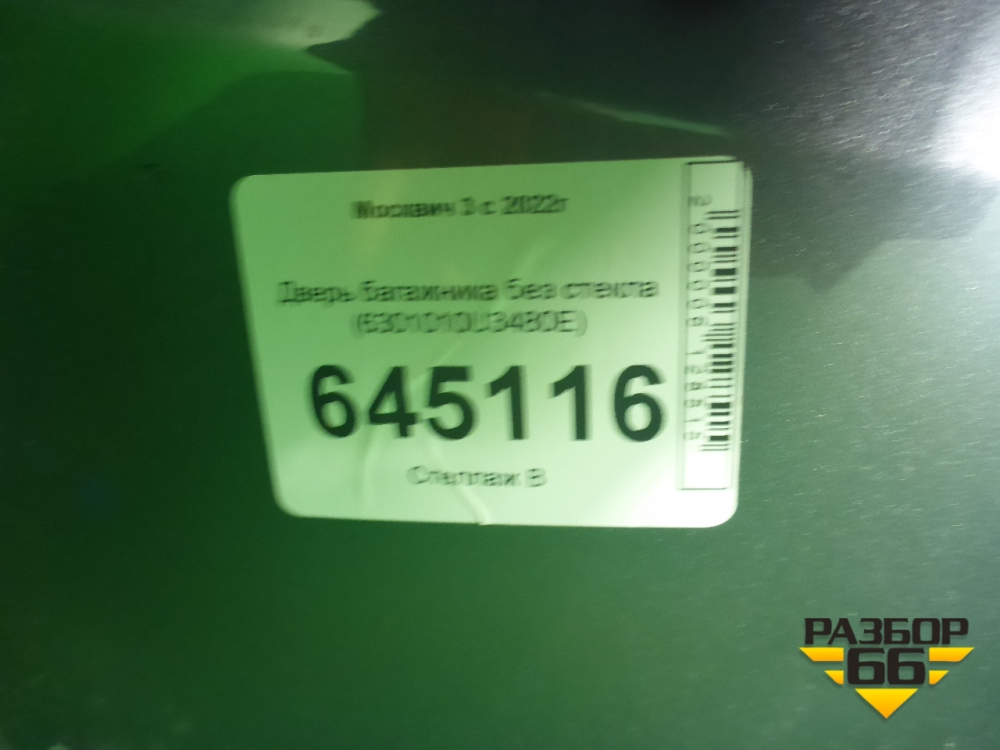 Москвич 3 с 2022г
Дверь багажника без стекла
(6301010U3480E)
645116
Стеллаж В
РАЗБОР
66